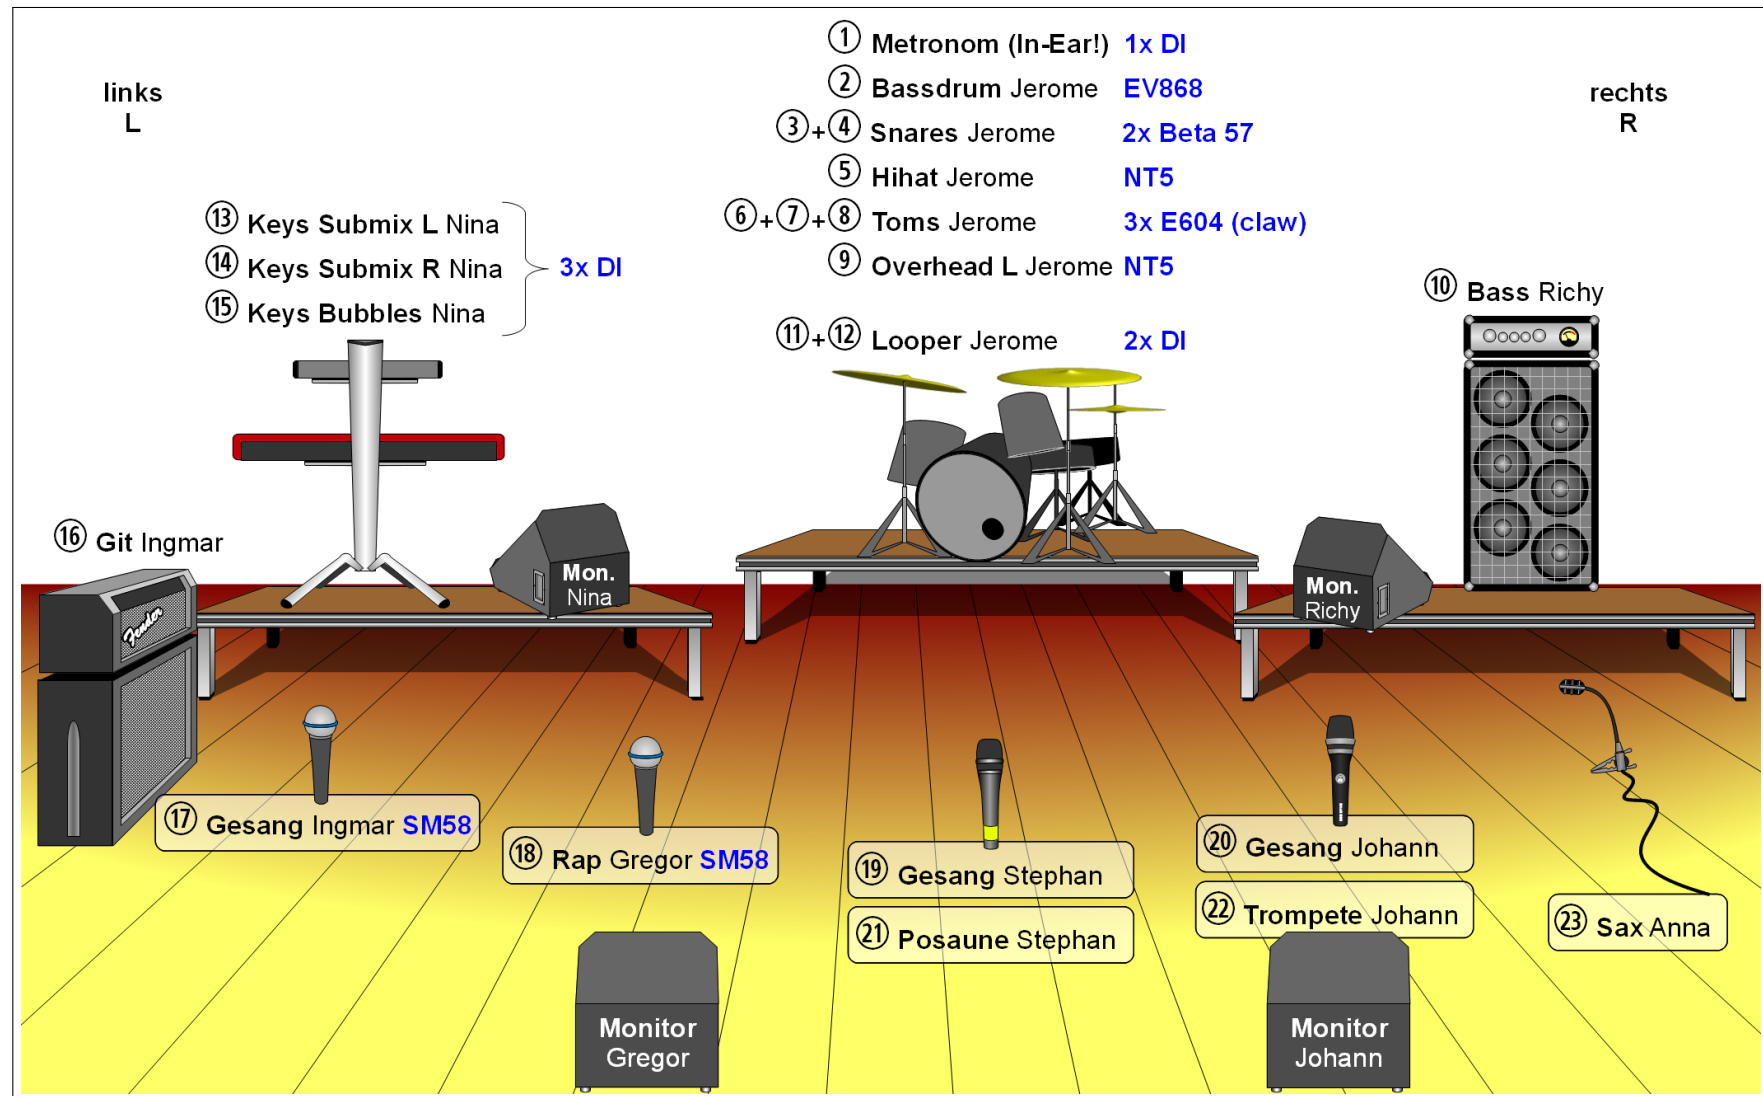 links
L
rechts
R
① Metronom (In-Ear!) 1x DI
② Bassdrum Jerome EV868
③+④ Snares Jerome 2x Beta 57
⑤ Hihat Jerome NT5
⑥+⑦+⑧ Toms Jerome 3x E604 (claw)
⑨ Overhead L Jerome NT5
⑪+⑫ Looper Jerome 2x DI
⑬ Keys Submix L Nina
⑭ Keys Submix R Nina
⑮ Keys Bubbles Nina
3x DI
⑩ Bass Richy
⑯ Git Ingmar
Fender
Mon.
Nina
Mon.
Richy
⑰ Gesang Ingmar SM58
⑱ Rap Gregor SM58
⑲ Gesang Stephan
㉑ Posaune Stephan
⑳ Gesang Johann
㉒ Trompete Johann
㉓ Sax Anna
Monitor
Gregor
Monitor
Johann